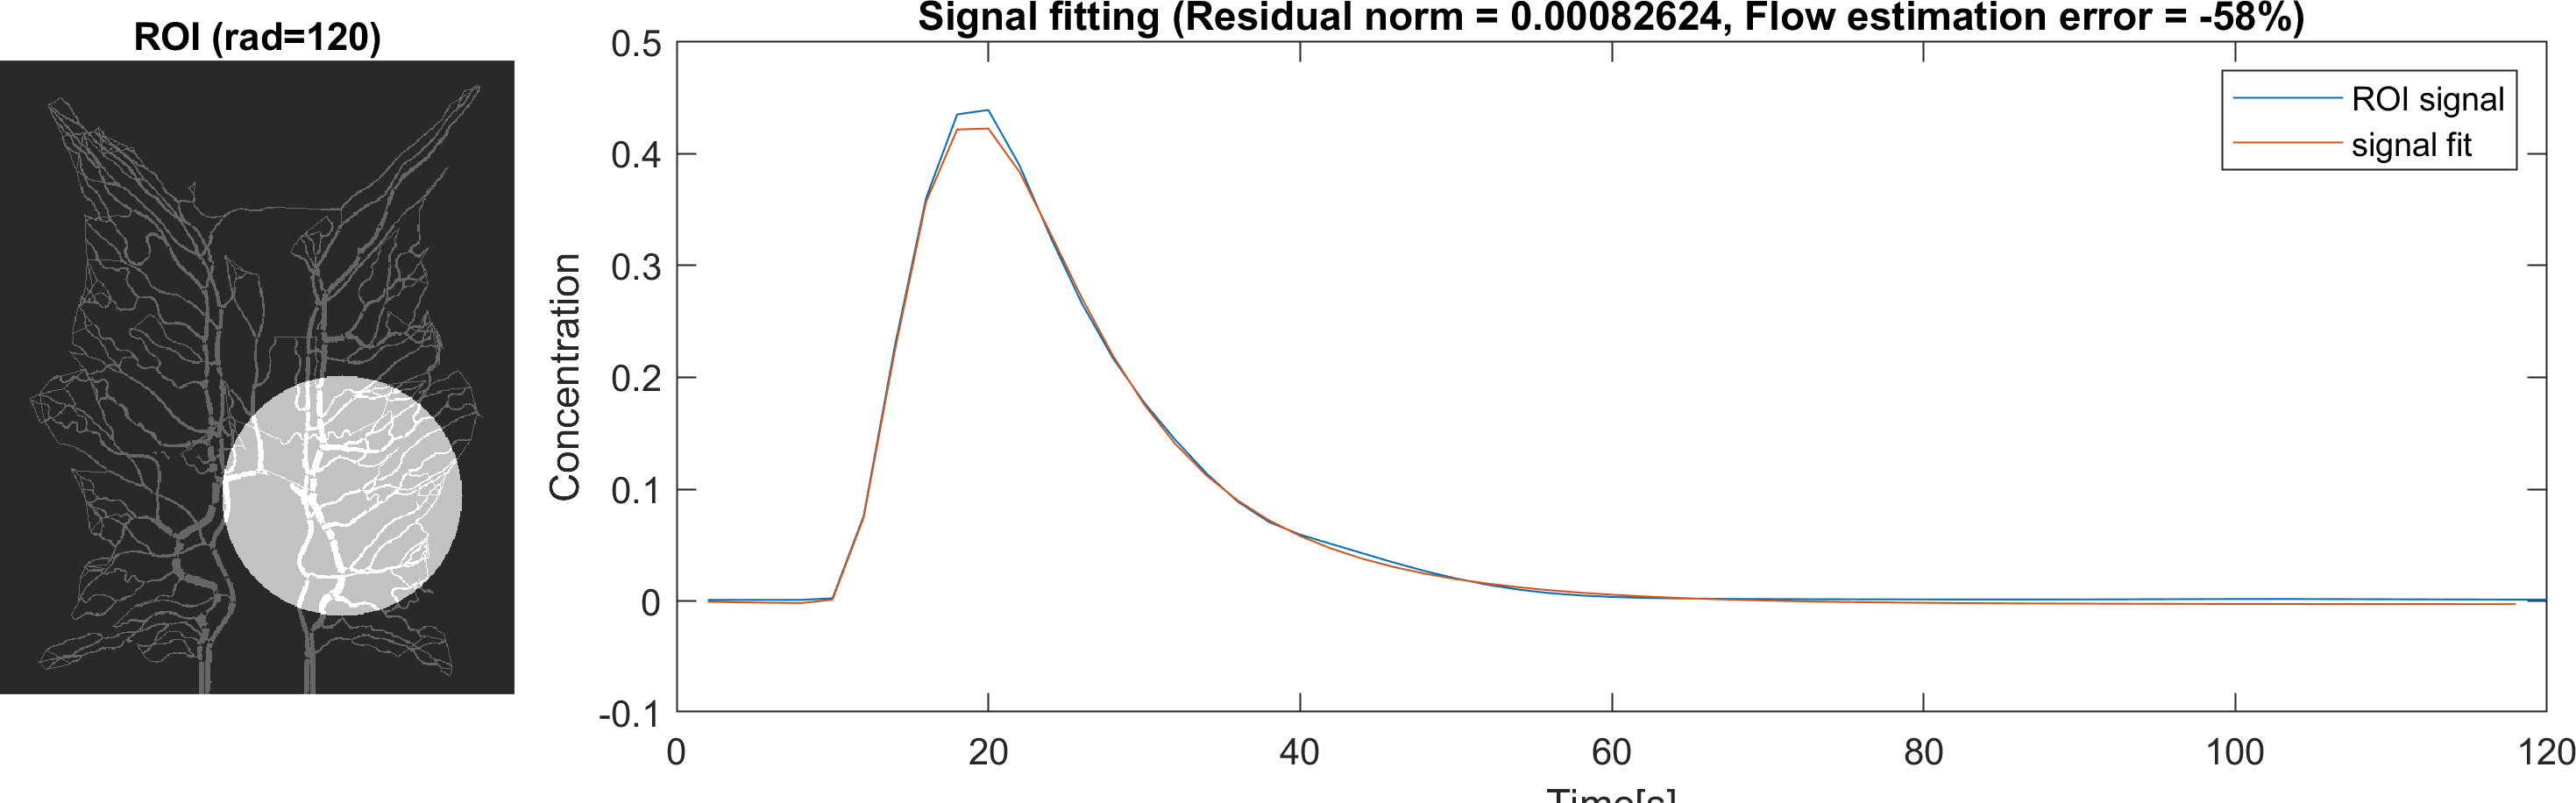 ROI (rad=120)
Signal fitting (Residual norm = 0.00082624, Flow estimation error = -58%)
0.5
0.4
0.3
0.2
0.1
0
-0.1
Concentration
ROI signal
signal fit
0 20 40 60 80 100 120
Time[s]